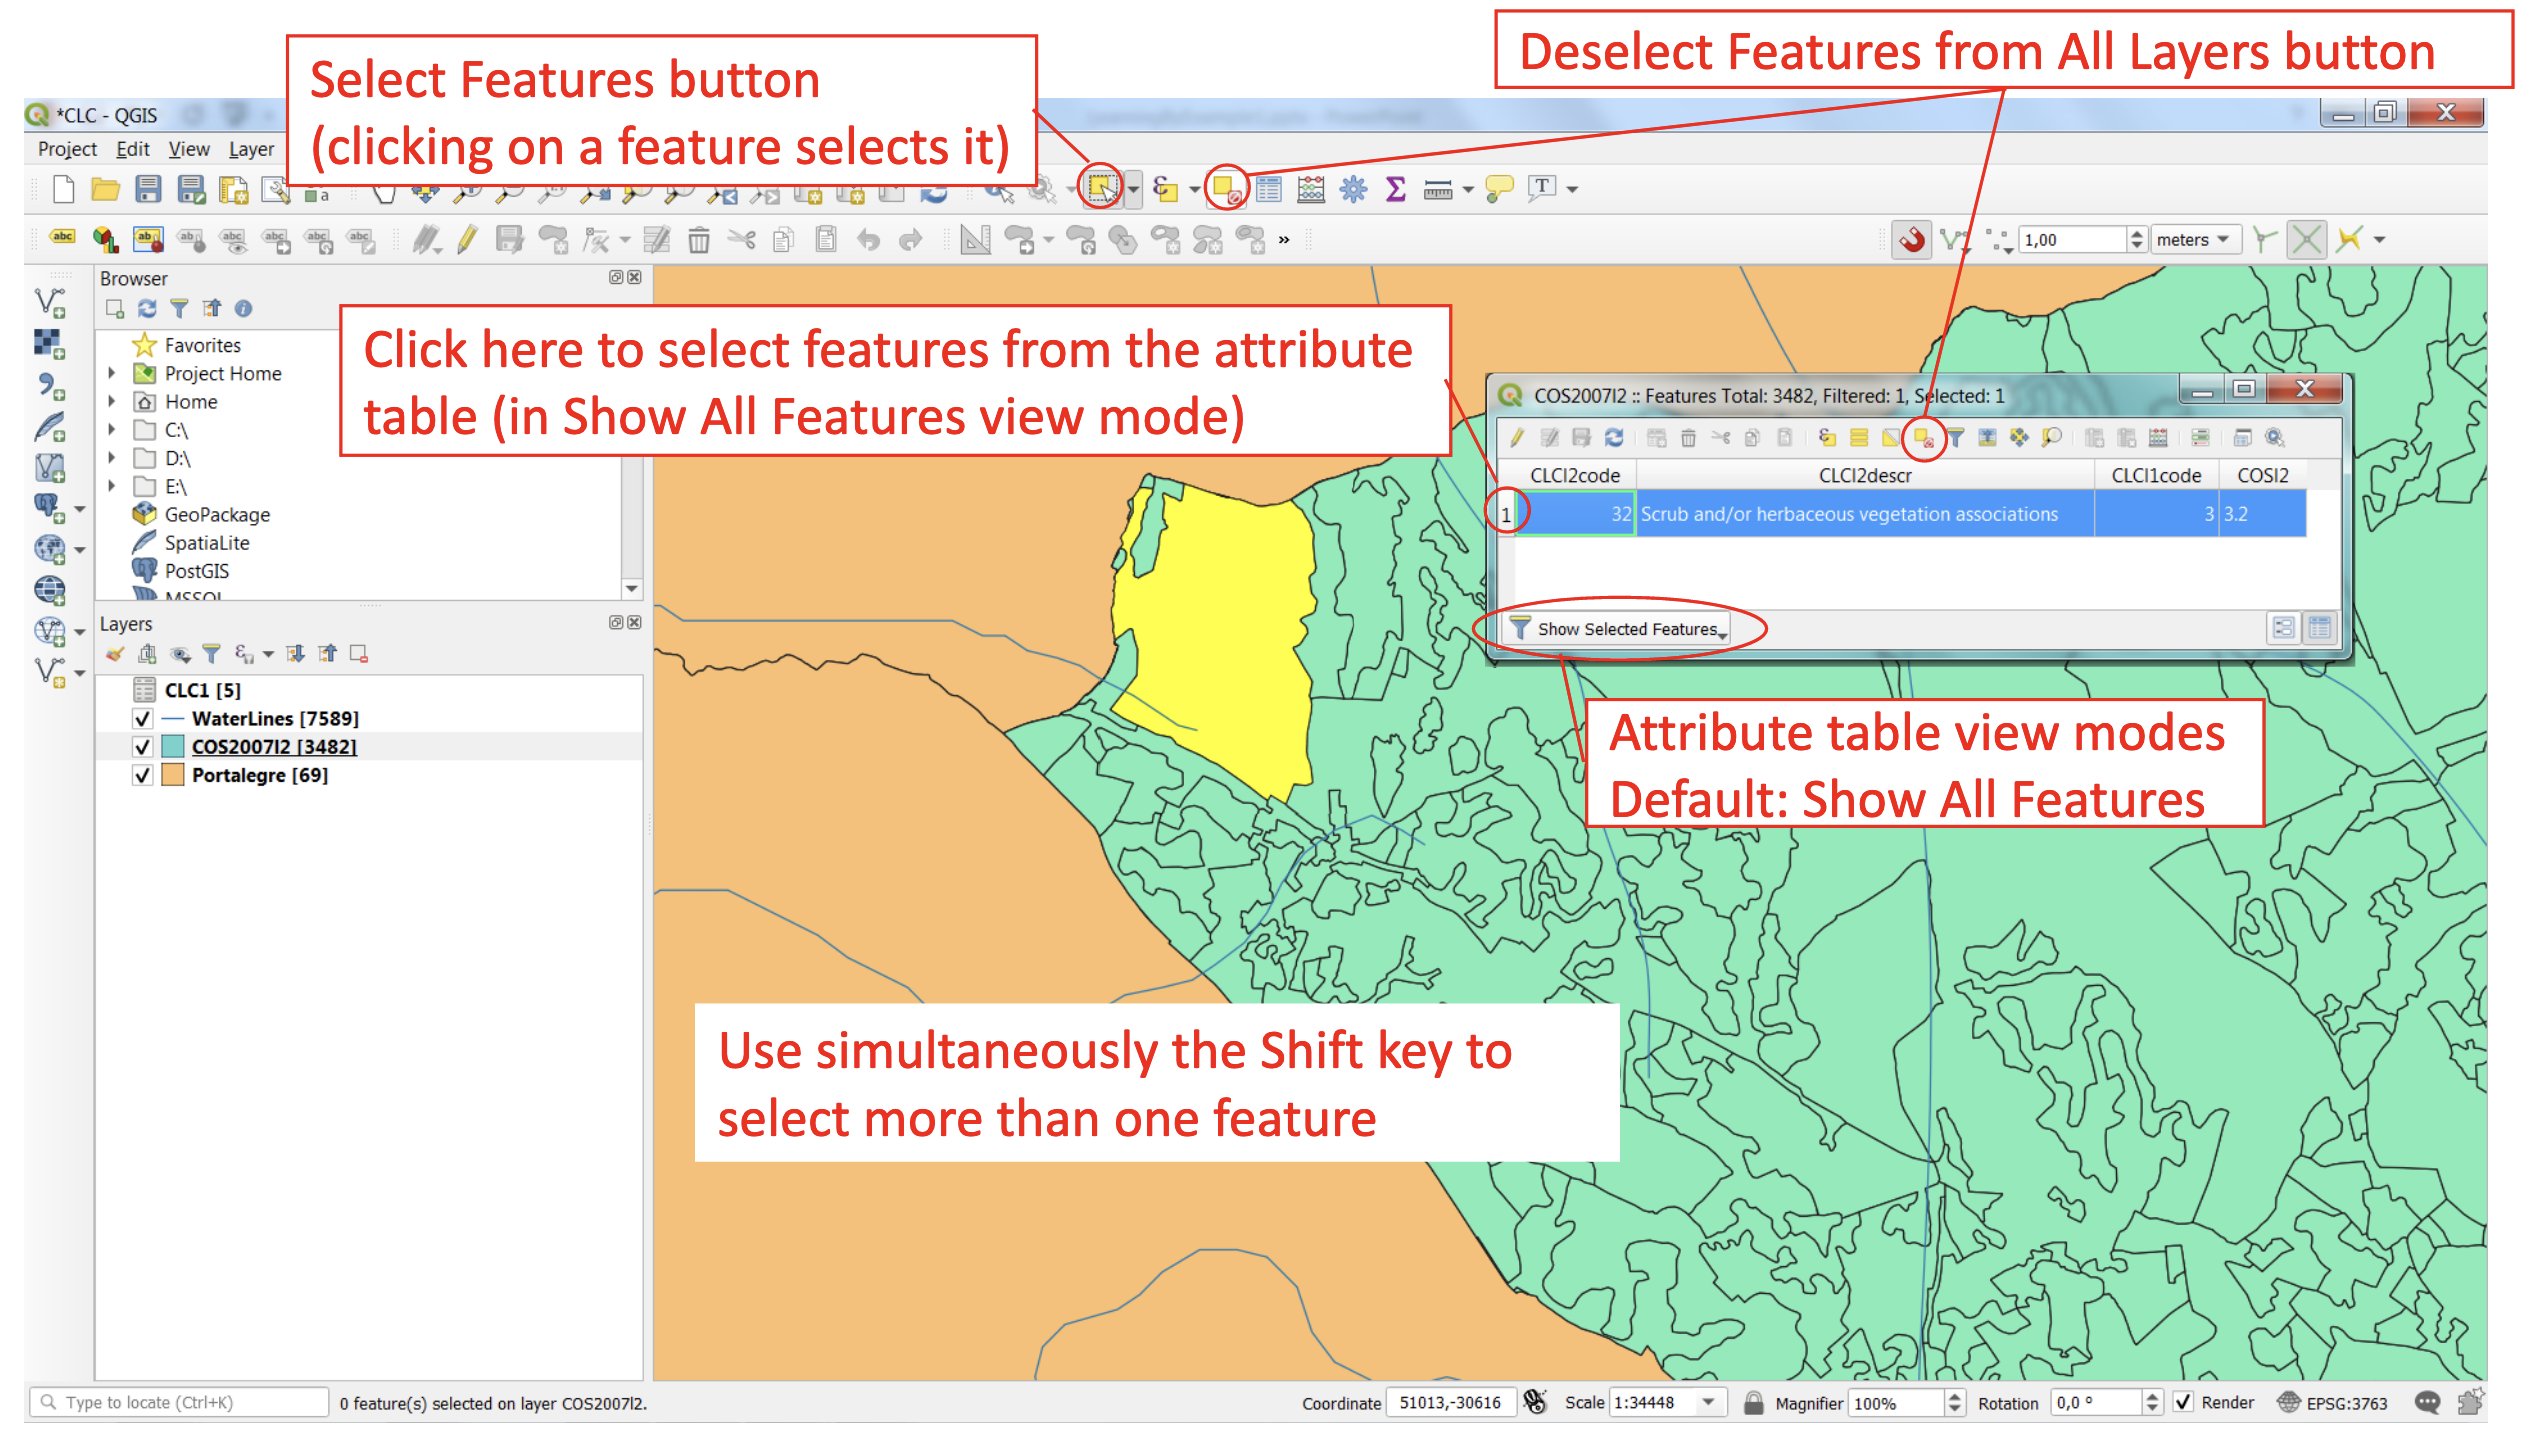 Deselect Features from All Layers button
Select Features button
(clicking on a feature selects it)
*CLC - QGIS
Project Edit View Layer
1,00 meters
Browser
Favorites
Project Home
Home
C:\
D:\
E:\
GeoPackage
SpatiaLite
PostGIS
MSSQL
Click here to select features from the attribute
table (in Show All Features view mode)
COS2007l2 :: Features Total: 3482, Filtered: 1, Selected: 1
CLCl2code CLCl2descr CLCl1code COSl2
1 32 Scrub and/or herbaceous vegetation associations 3 3.2
Show Selected Features
Layers
CLC1 [5]
WaterLines [7589]
COS2007l2 [3482]
Portalegre [69]
Attribute table view modes
Default: Show All Features
Use simultaneously the Shift key to
select more than one feature
Type to locate (Ctrl+K) 0 feature(s) selected on layer COS2007l2. Coordinate 51013,-30616 Scale 1:34448 Magnifier 100% Rotation 0,0 ° Render EPSG:3763